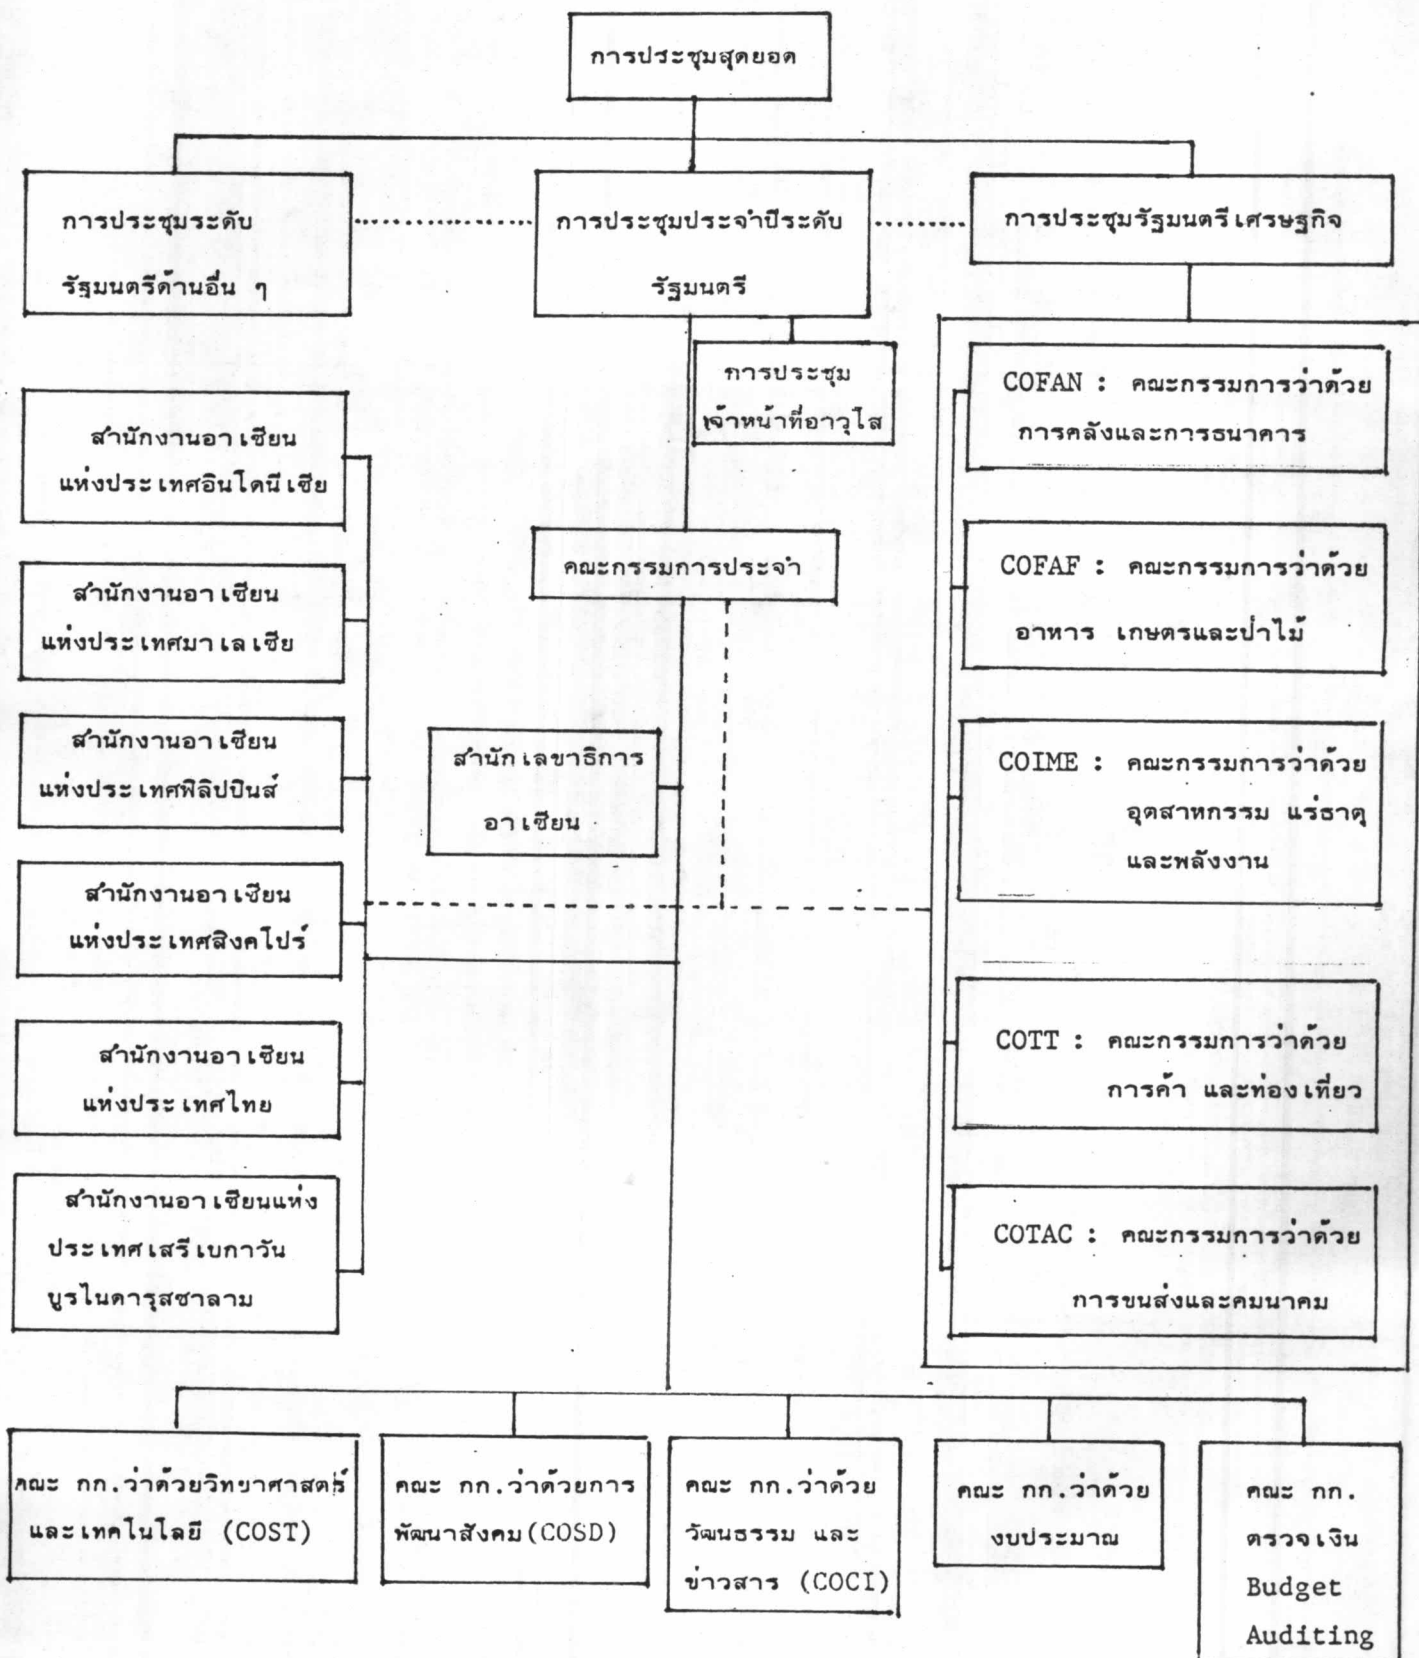 การประชุมสุดยอด
การประชุมระดับ
รัฐมนตรีด้านอื่น ๆ
การประชุมประจำปีระดับ
รัฐมนตรี
การประชุมรัฐมนตรีเศรษฐกิจ
การประชุม
เจ้าหน้าที่อาวุโส
สำนักงานอาเซียน
แห่งประเทศอินโดนีเซีย
สำนักงานอาเซียน
แห่งประเทศมาเลเซีย
สำนักงานอาเซียน
แห่งประเทศฟิลิปปินส์
สำนักงานอาเซียน
แห่งประเทศสิงคโปร์
สำนักงานอาเซียน
แห่งประเทศไทย
สำนักงานอาเซียนแห่ง
ประเทศเสรีเบกาวัน
บูรไนดารุสซาลาม
คณะกรรมการประจำ
สำนักเลขาธิการ
อาเซียน
COFAN : คณะกรรมการว่าด้วย
การคลังและการธนาคาร
COFAF : คณะกรรมการว่าด้วย
อาหาร เกษตรและป่าไม้
COIME : คณะกรรมการว่าด้วย
อุตสาหกรรม แร่ธาตุ
และพลังงาน
COTT : คณะกรรมการว่าด้วย
การค้า และท่องเที่ยว
COTAC : คณะกรรมการว่าด้วย
การขนส่งและคมนาคม
คณะ กก.ว่าด้วยวิทยาศาสตร์
และเทคโนโลยี (COST)
คณะ กก.ว่าด้วยการ
พัฒนาสังคม(COSD)
คณะ กก.ว่าด้วย
วัฒนธรรม และ
ข่าวสาร (COCI)
คณะ กก.ว่าด้วย
งบประมาณ
คณะ กก.
ตรวจเงิน
Budget
Auditing